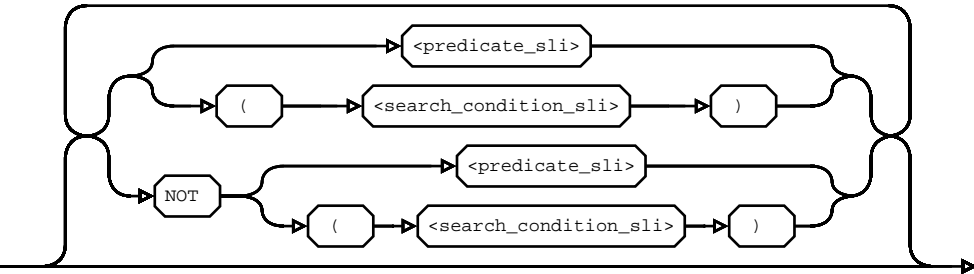 <predicate_sli>
( <search_condition_sli> )
<predicate_sli>
NOT
( <search_condition_sli> )